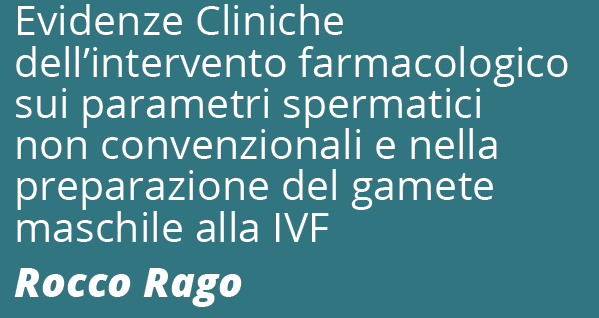 Evidenze Cliniche
dell’intervento farmacologico
sui parametri spermatici
non convenzionali e nella
preparazione del gamete
maschile alla IVF
Rocco Rago